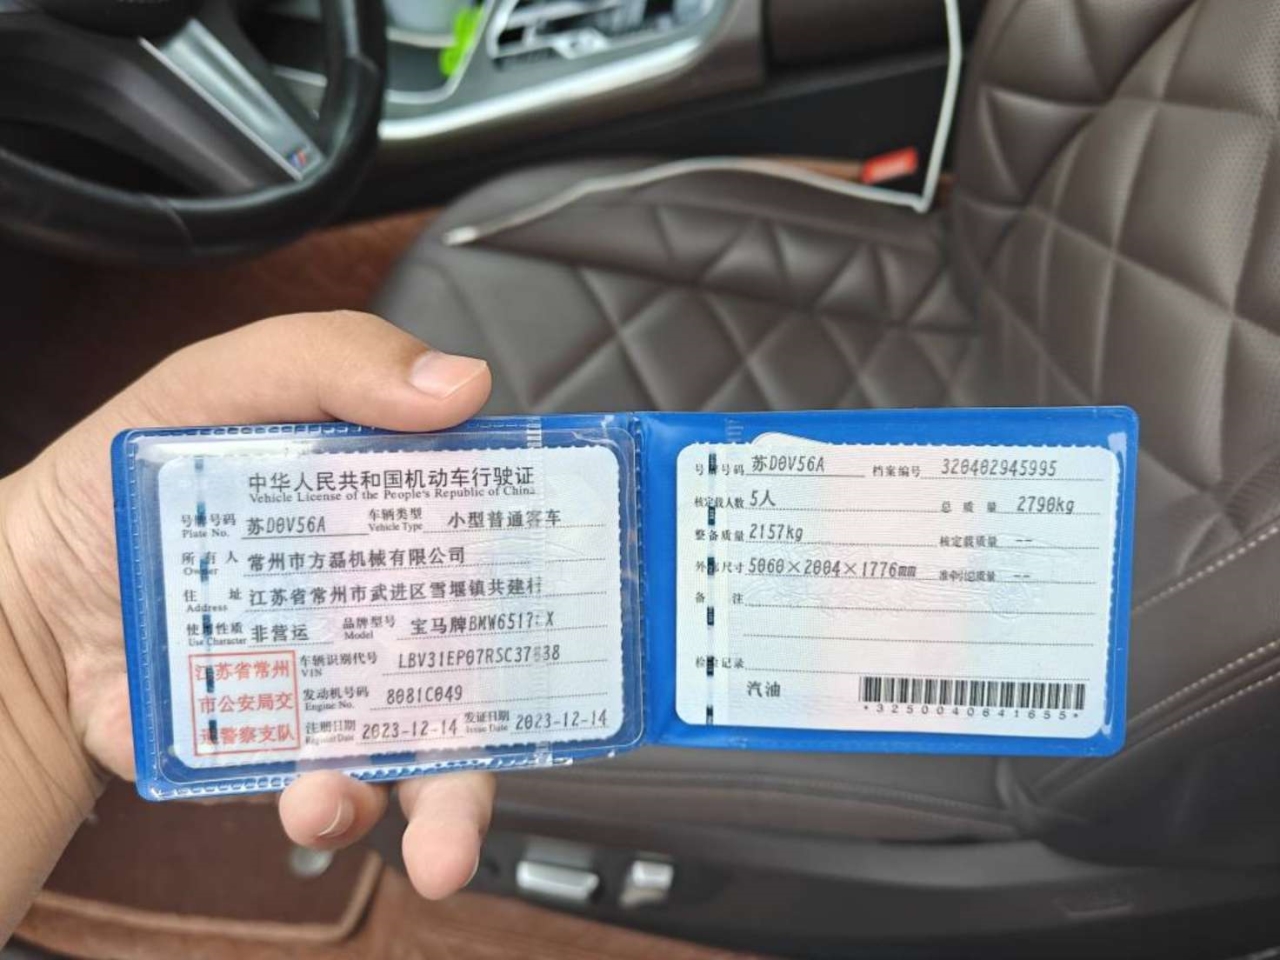 中华人民共和国机动车行驶证
Vehicle License of the People's Republic of China
号牌号码 苏D0V56A 车辆类型 小型普通客车
Plate No. Vehicle Type
所有人 常州市方磊机械有限公司
Owner
住址 江苏省常州市武进区雪堰镇共建村
Address
使用性质 非营运 品牌型号 宝马牌
Use Character Model
江苏省常州
市公安局交
通警察支队
车辆识别代号
VIN
发动机号码 8081C049
Engine No.
注册日期 2023-12-14 发证日期 2023-12-14
Register Date Issue Date
号牌号码 苏D0V56A 档案编号 320402945995
核定载人数 5人 总质量 2790kg
整备质量 2157kg 核定载质量 --
外廓尺寸 5060×2004×1776mm 准牵引总质量 --
备注
检验记录
汽油
*3250040641655*